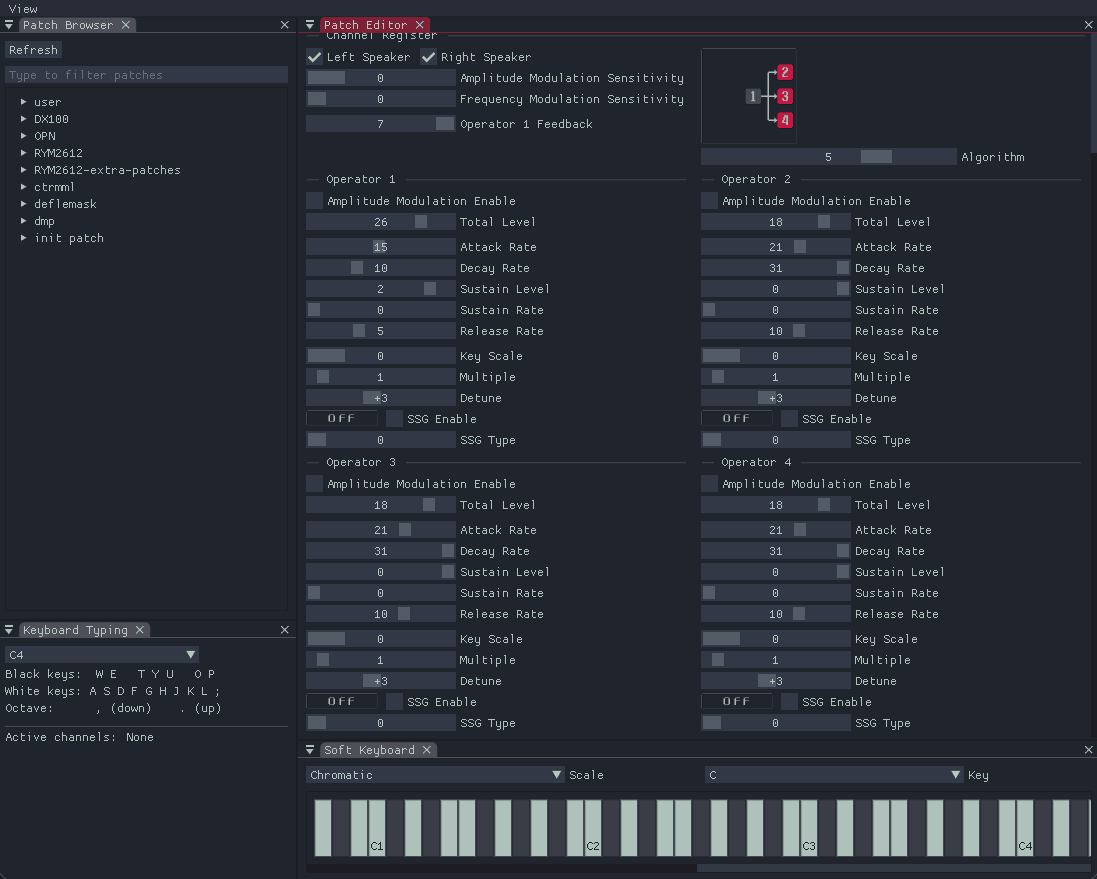 View
Patch Browser
Refresh
Type to filter patches
user
DX100
OPN
RYM2612
RYM2612-extra-patches
ctrmml
deflemask
dmp
init patch
Keyboard Typing
C4
Black keys: W E T Y U O P
White keys: A S D F G H J K L ;
Octave: , (down) . (up)
Active channels: None
Patch Editor
Channel Register
Left Speaker Right Speaker
0 Amplitude Modulation Sensitivity
0 Frequency Modulation Sensitivity
7 Operator 1 Feedback
1 2 3 4
5 Algorithm
Operator 1
Amplitude Modulation Enable
26 Total Level
15 Attack Rate
10 Decay Rate
2 Sustain Level
0 Sustain Rate
5 Release Rate
0 Key Scale
1 Multiple
+3 Detune
OFF SSG Enable
0 SSG Type
Operator 2
Amplitude Modulation Enable
18 Total Level
21 Attack Rate
31 Decay Rate
0 Sustain Level
0 Sustain Rate
10 Release Rate
0 Key Scale
1 Multiple
+3 Detune
OFF SSG Enable
0 SSG Type
Operator 3
Amplitude Modulation Enable
18 Total Level
21 Attack Rate
31 Decay Rate
0 Sustain Level
0 Sustain Rate
10 Release Rate
0 Key Scale
1 Multiple
+3 Detune
OFF SSG Enable
0 SSG Type
Operator 4
Amplitude Modulation Enable
18 Total Level
21 Attack Rate
31 Decay Rate
0 Sustain Level
0 Sustain Rate
10 Release Rate
0 Key Scale
1 Multiple
+3 Detune
OFF SSG Enable
0 SSG Type
Soft Keyboard
Chromatic Scale C Key
C1 C2 C3 C4